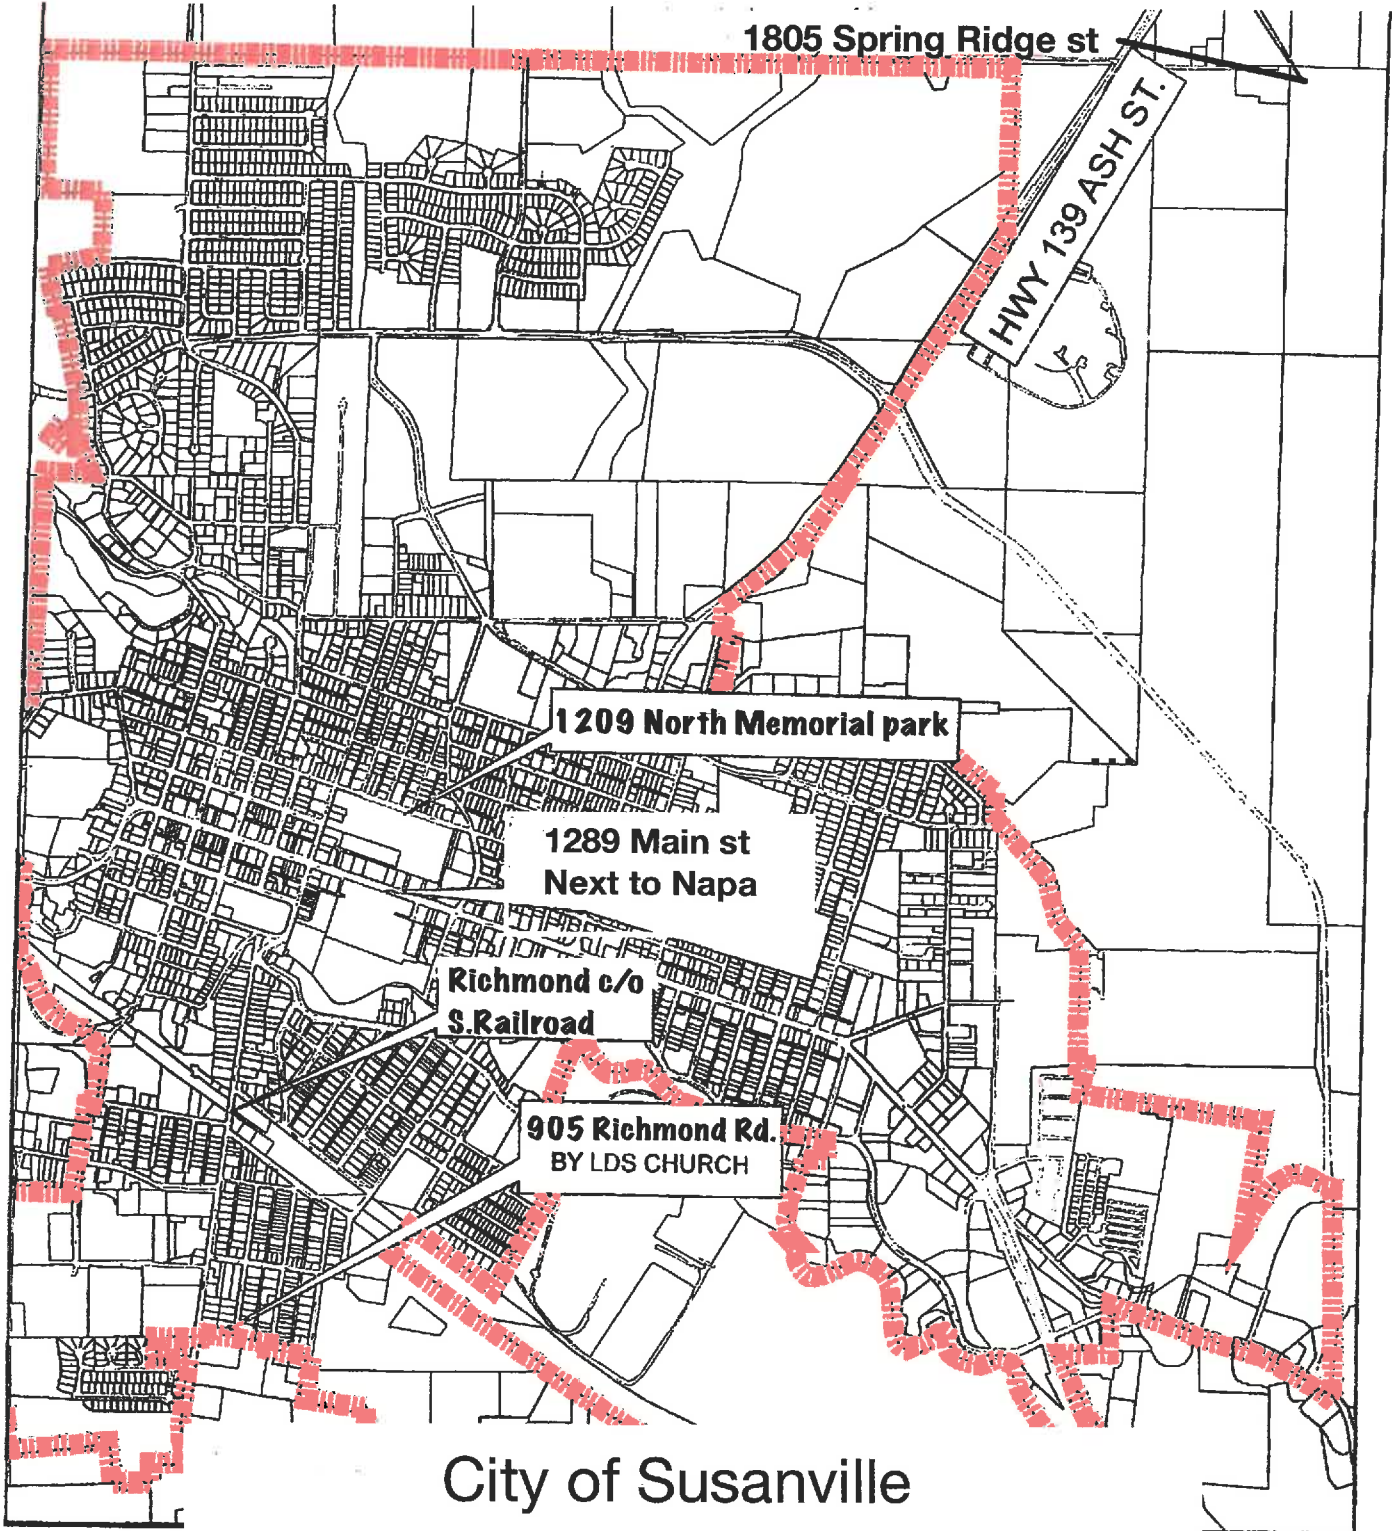 1805 Spring Ridge st
HWY 139 ASH ST.
1209 North Memorial park
1289 Main st
Next to Napa
Richmond c/o
S.Railroad
905 Richmond Rd.
BY LDS CHURCH
City of Susanville